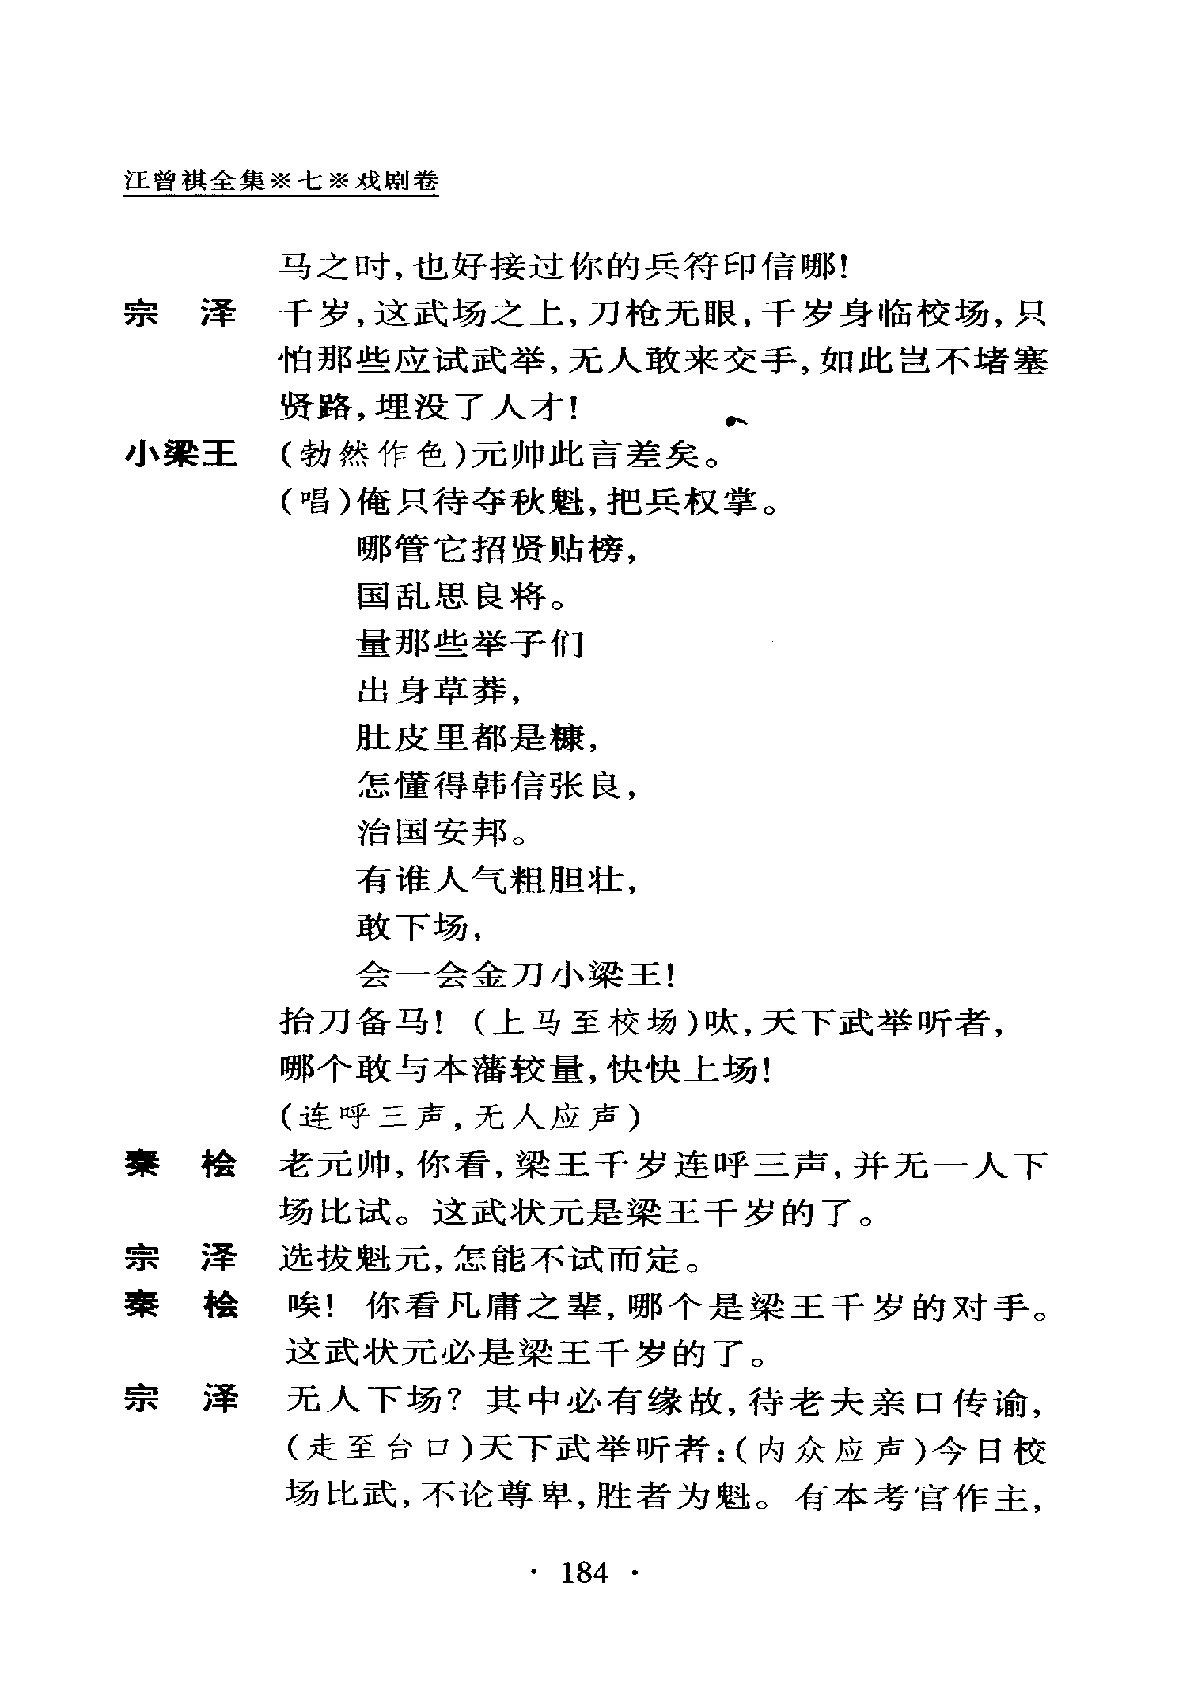 汪曾祺全集※七※戏剧卷
马之时,也好接过你的兵符印信哪!
宗　泽　千岁,这武场之上,刀枪无眼,千岁身临校场,只
怕那些应试武举,无人敢来交手,如此岂不堵塞
贤路,埋没了人才!
小梁王　(勃然作色)元帅此言差矣。
(唱)俺只待夺秋魁,把兵权掌。
哪管它招贤贴榜,
国乱思良将。
量那些举子们
出身草莽,
肚皮里都是糠,
怎懂得韩信张良,
治国安邦。
有谁人气粗胆壮,
敢下场,
会一会金刀小梁王!
抬刀备马!(上马至校场)呔,天下武举听者,
哪个敢与本藩较量,快快上场!
(连呼三声,无人应声)
秦　桧　老元帅,你看,梁王千岁连呼三声,并无一人下
场比试。这武状元是梁王千岁的了。
宗　泽　选拔魁元,怎能不试而定。
秦　桧　唉!你看凡庸之辈,哪个是梁王千岁的对手。
这武状元必是梁王千岁的了。
宗　泽　无人下场?其中必有缘故,待老夫亲口传谕,
(走至台口)天下武举听者:(内众应声)今日校
场比武,不论尊卑,胜者为魁。有本考官作主,
· 184 ·